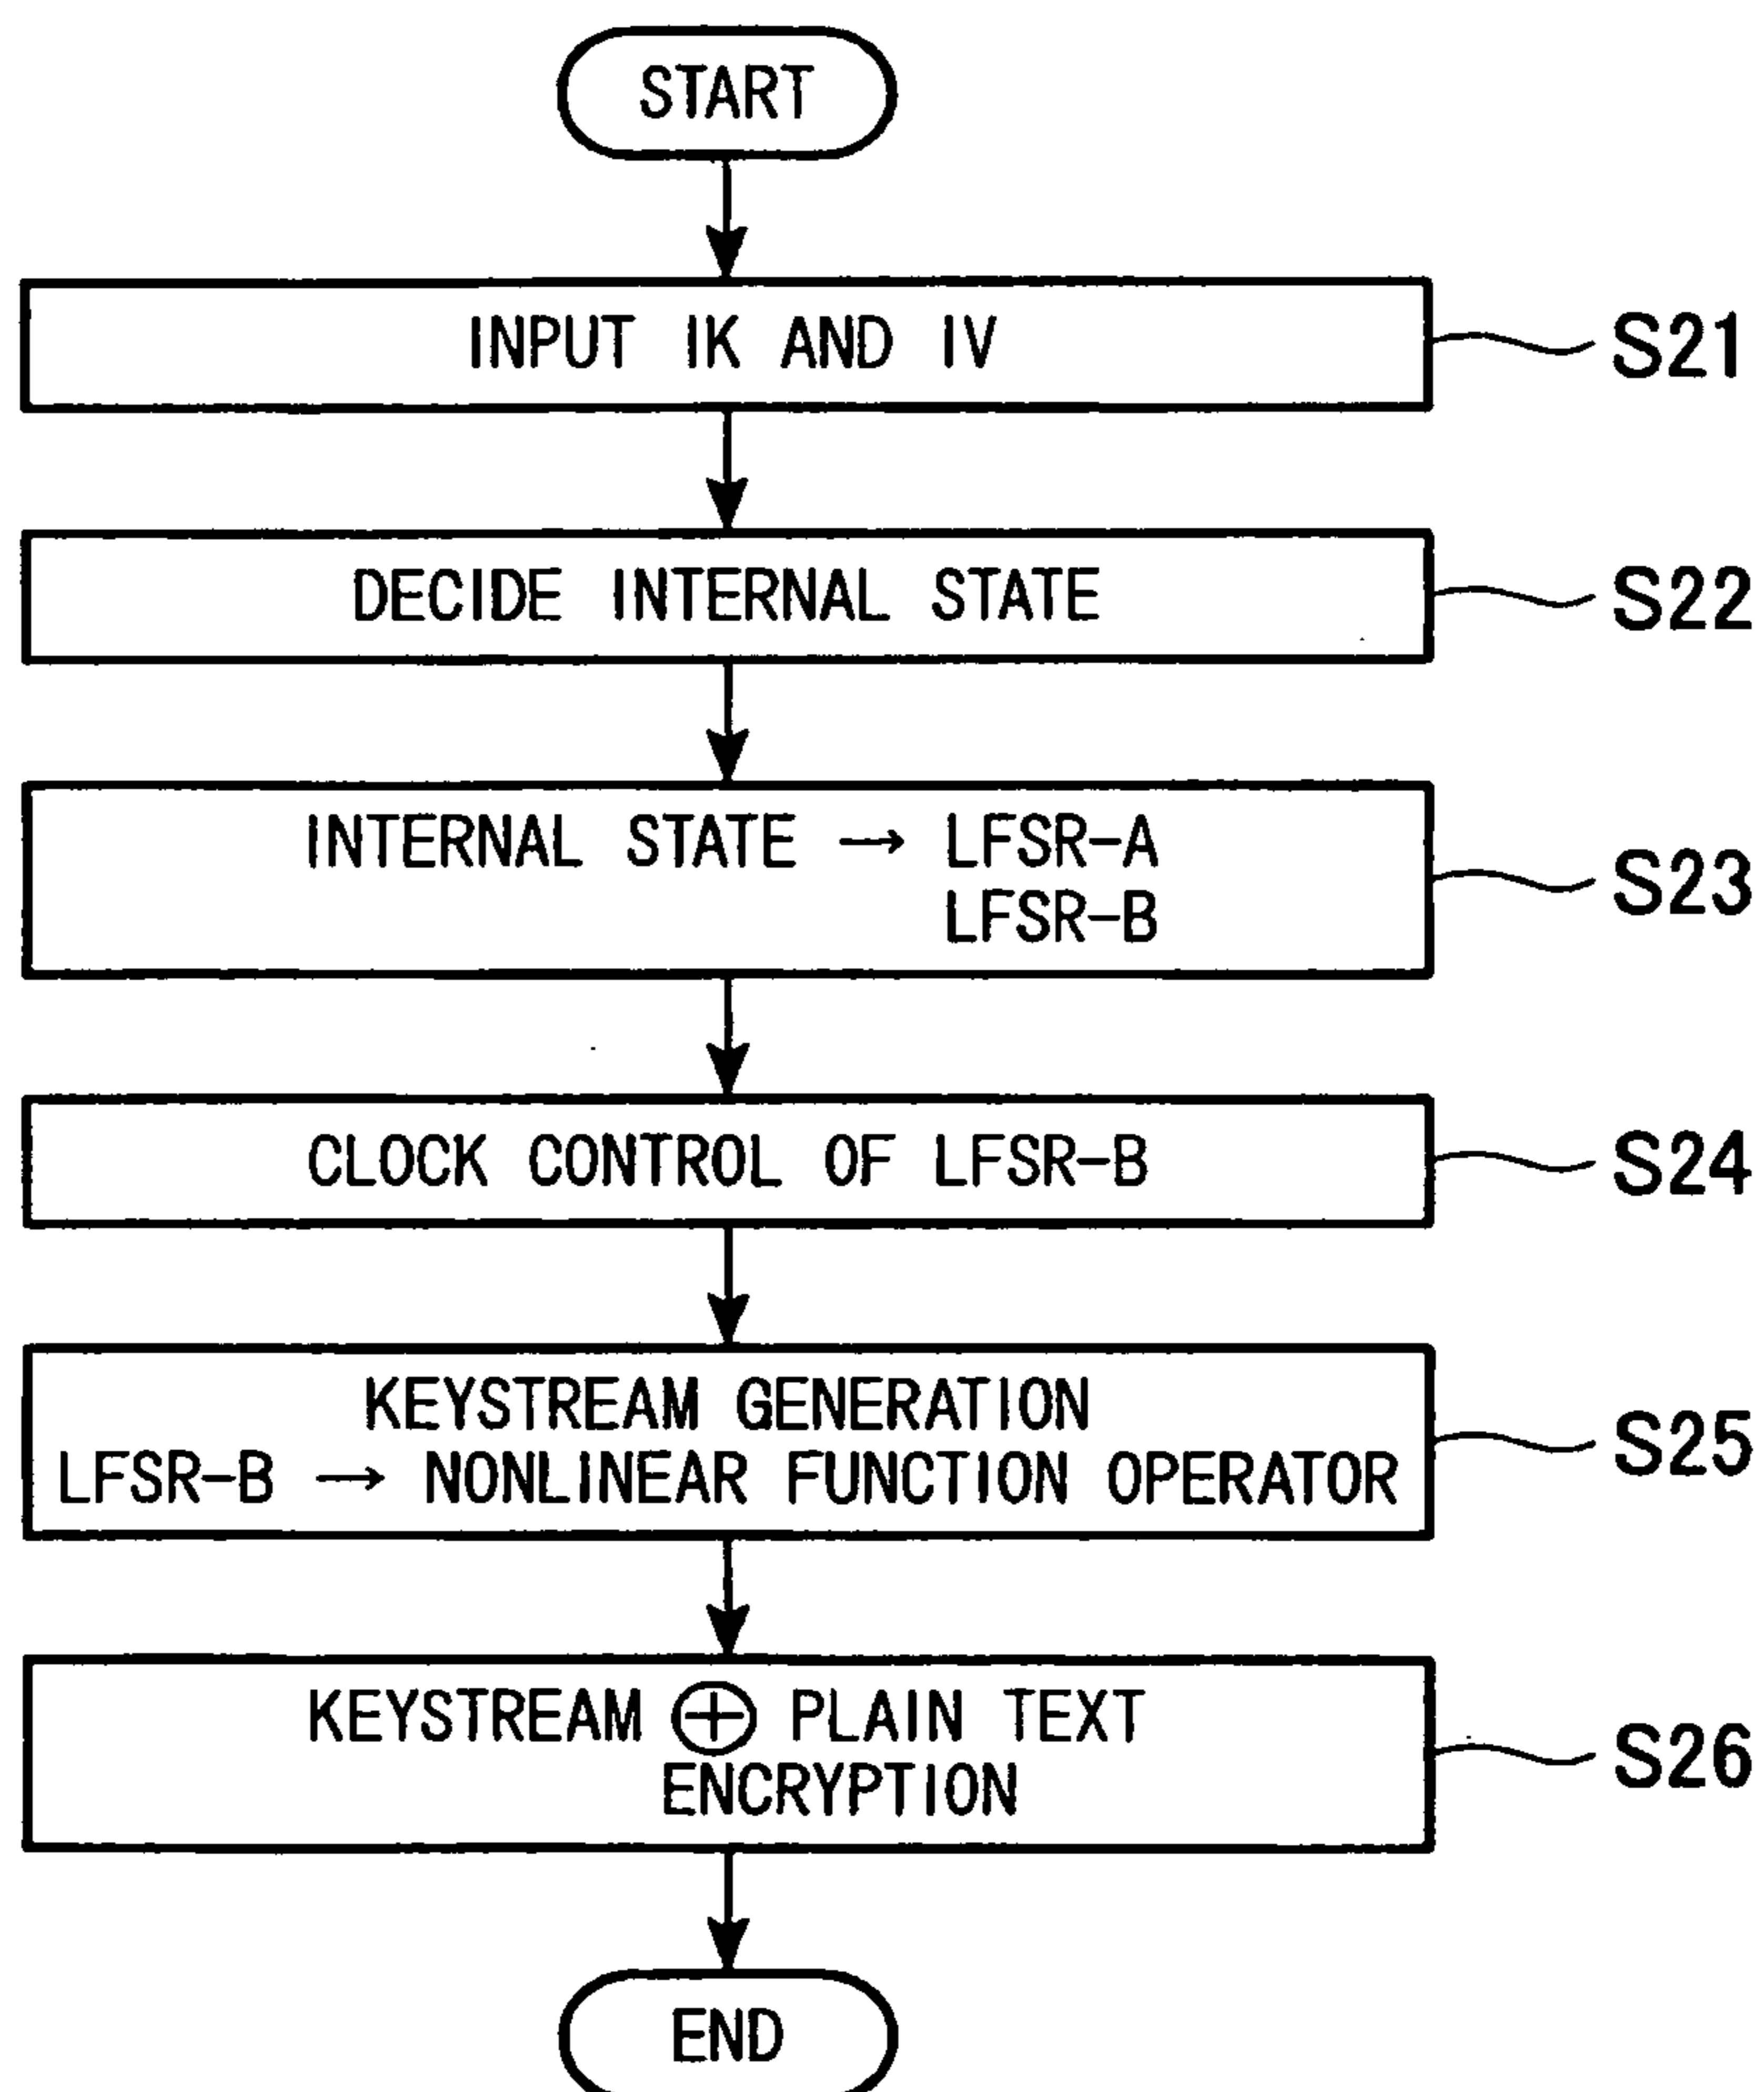 START
INPUT IK AND IV
S21
DECIDE INTERNAL STATE
S22
INTERNAL STATE → LFSR-A
LFSR-B
S23
CLOCK CONTROL OF LFSR-B
S24
KEYSTREAM GENERATION
LFSR-B → NONLINEAR FUNCTION OPERATOR
S25
KEYSTREAM ⊕ PLAIN TEXT
ENCRYPTION
S26
END